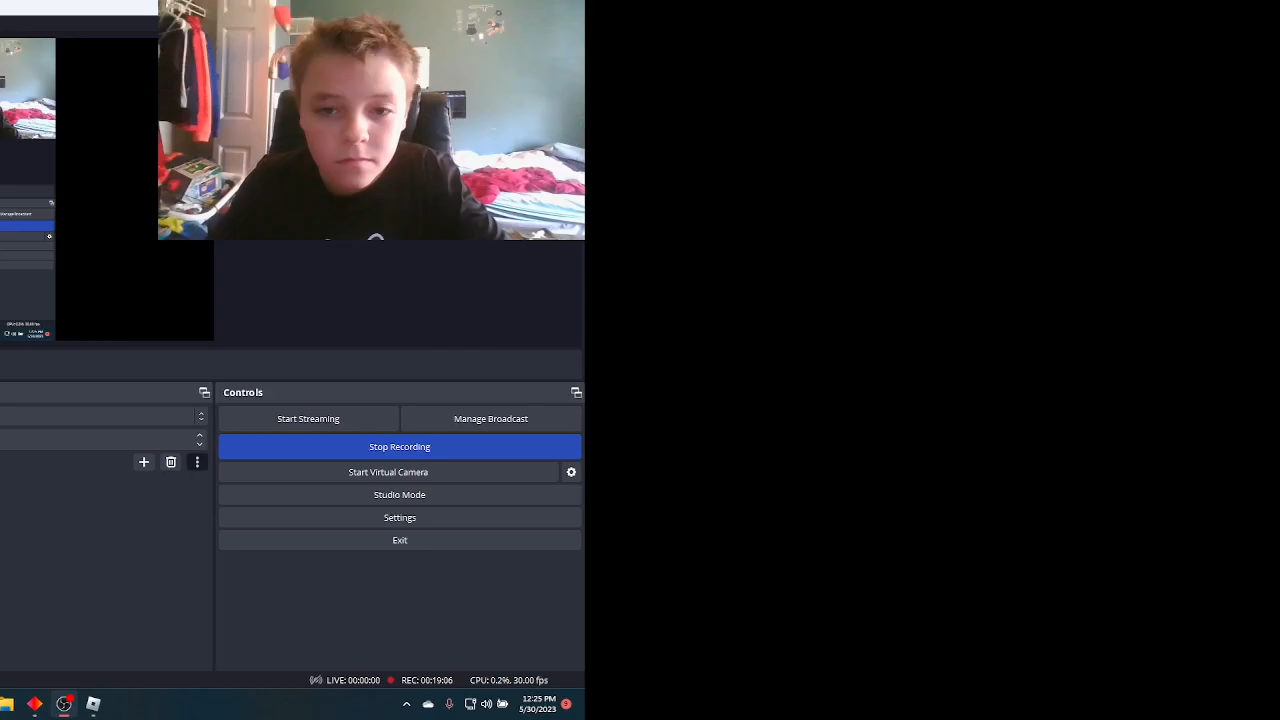 Controls
Start Streaming
Manage Broadcast
Stop Recording
Start Virtual Camera
Studio Mode
Settings
Exit
LIVE: 00:00:00 REC: 00:19:06 CPU: 0.2%, 30.00 fps
12:25 PM
5/30/2023